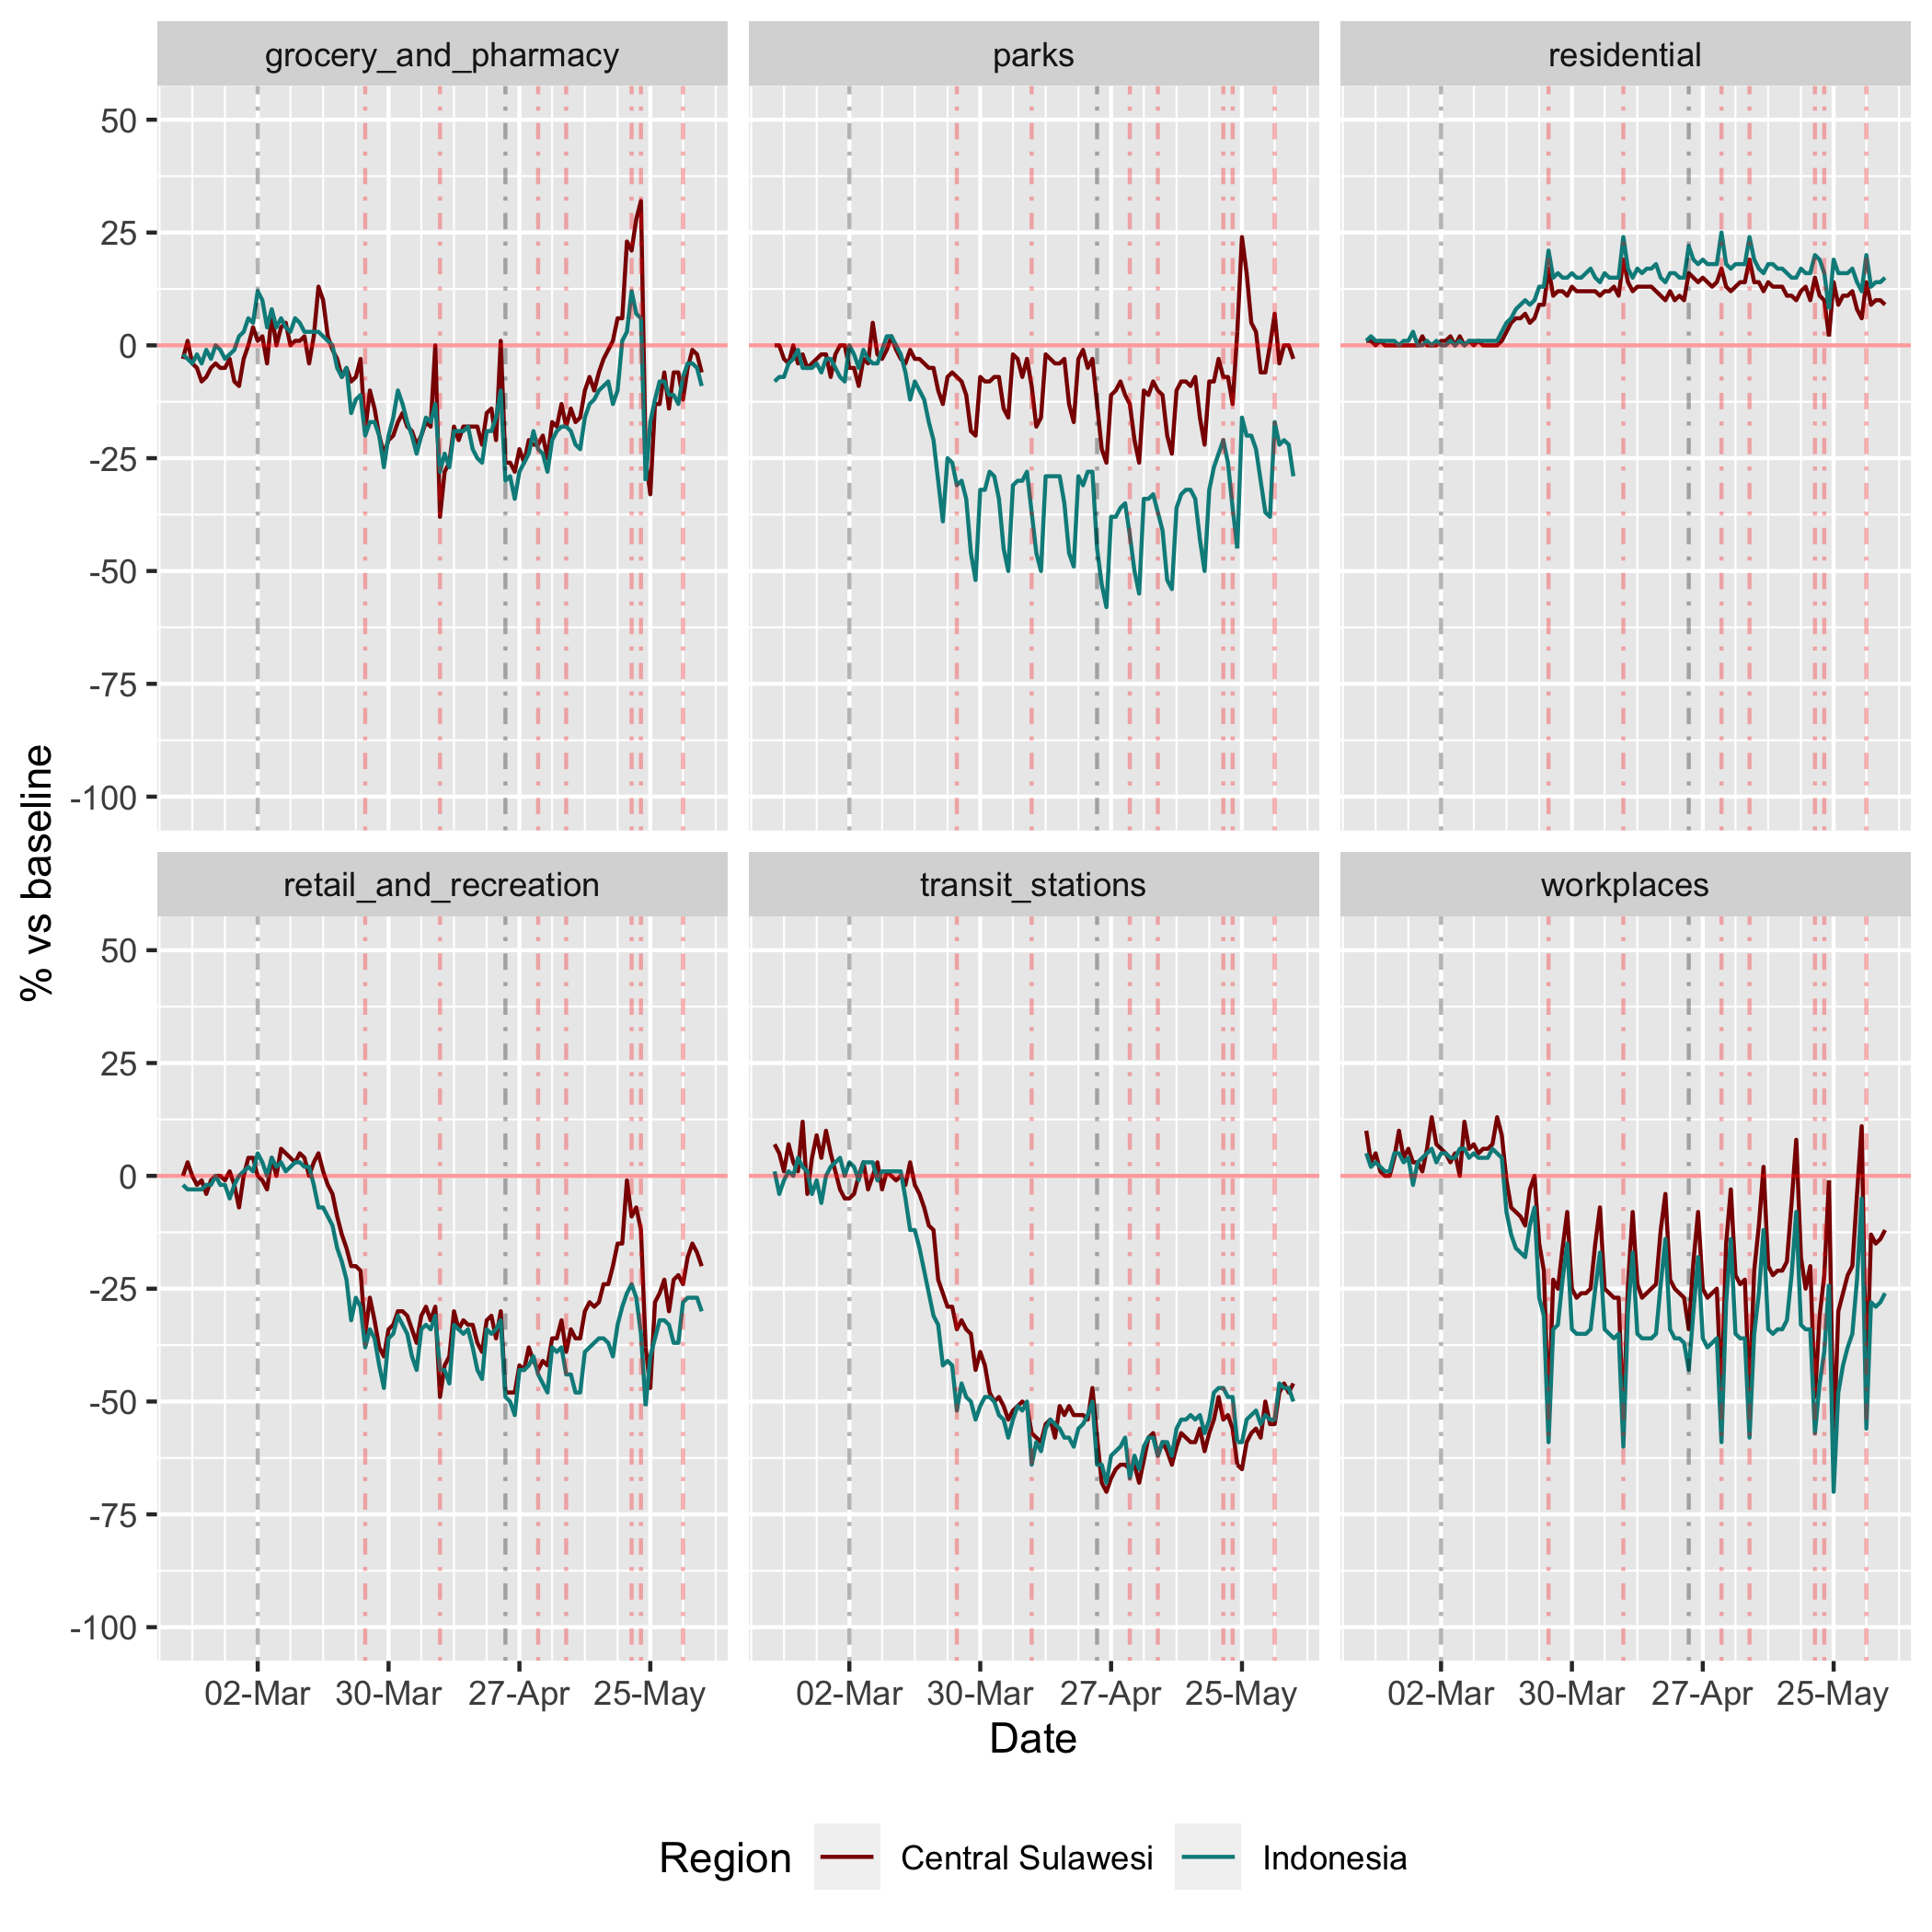 grocery_and_pharmacy parks residential
50
25
0
-25
-50
-75
-100
% vs baseline
retail_and_recreation transit_stations workplaces
50
25
0
-25
-50
-75
-100
02-Mar 30-Mar 27-Apr 25-May 02-Mar 30-Mar 27-Apr 25-May 02-Mar 30-Mar 27-Apr 25-May
Date
Region Central Sulawesi Indonesia